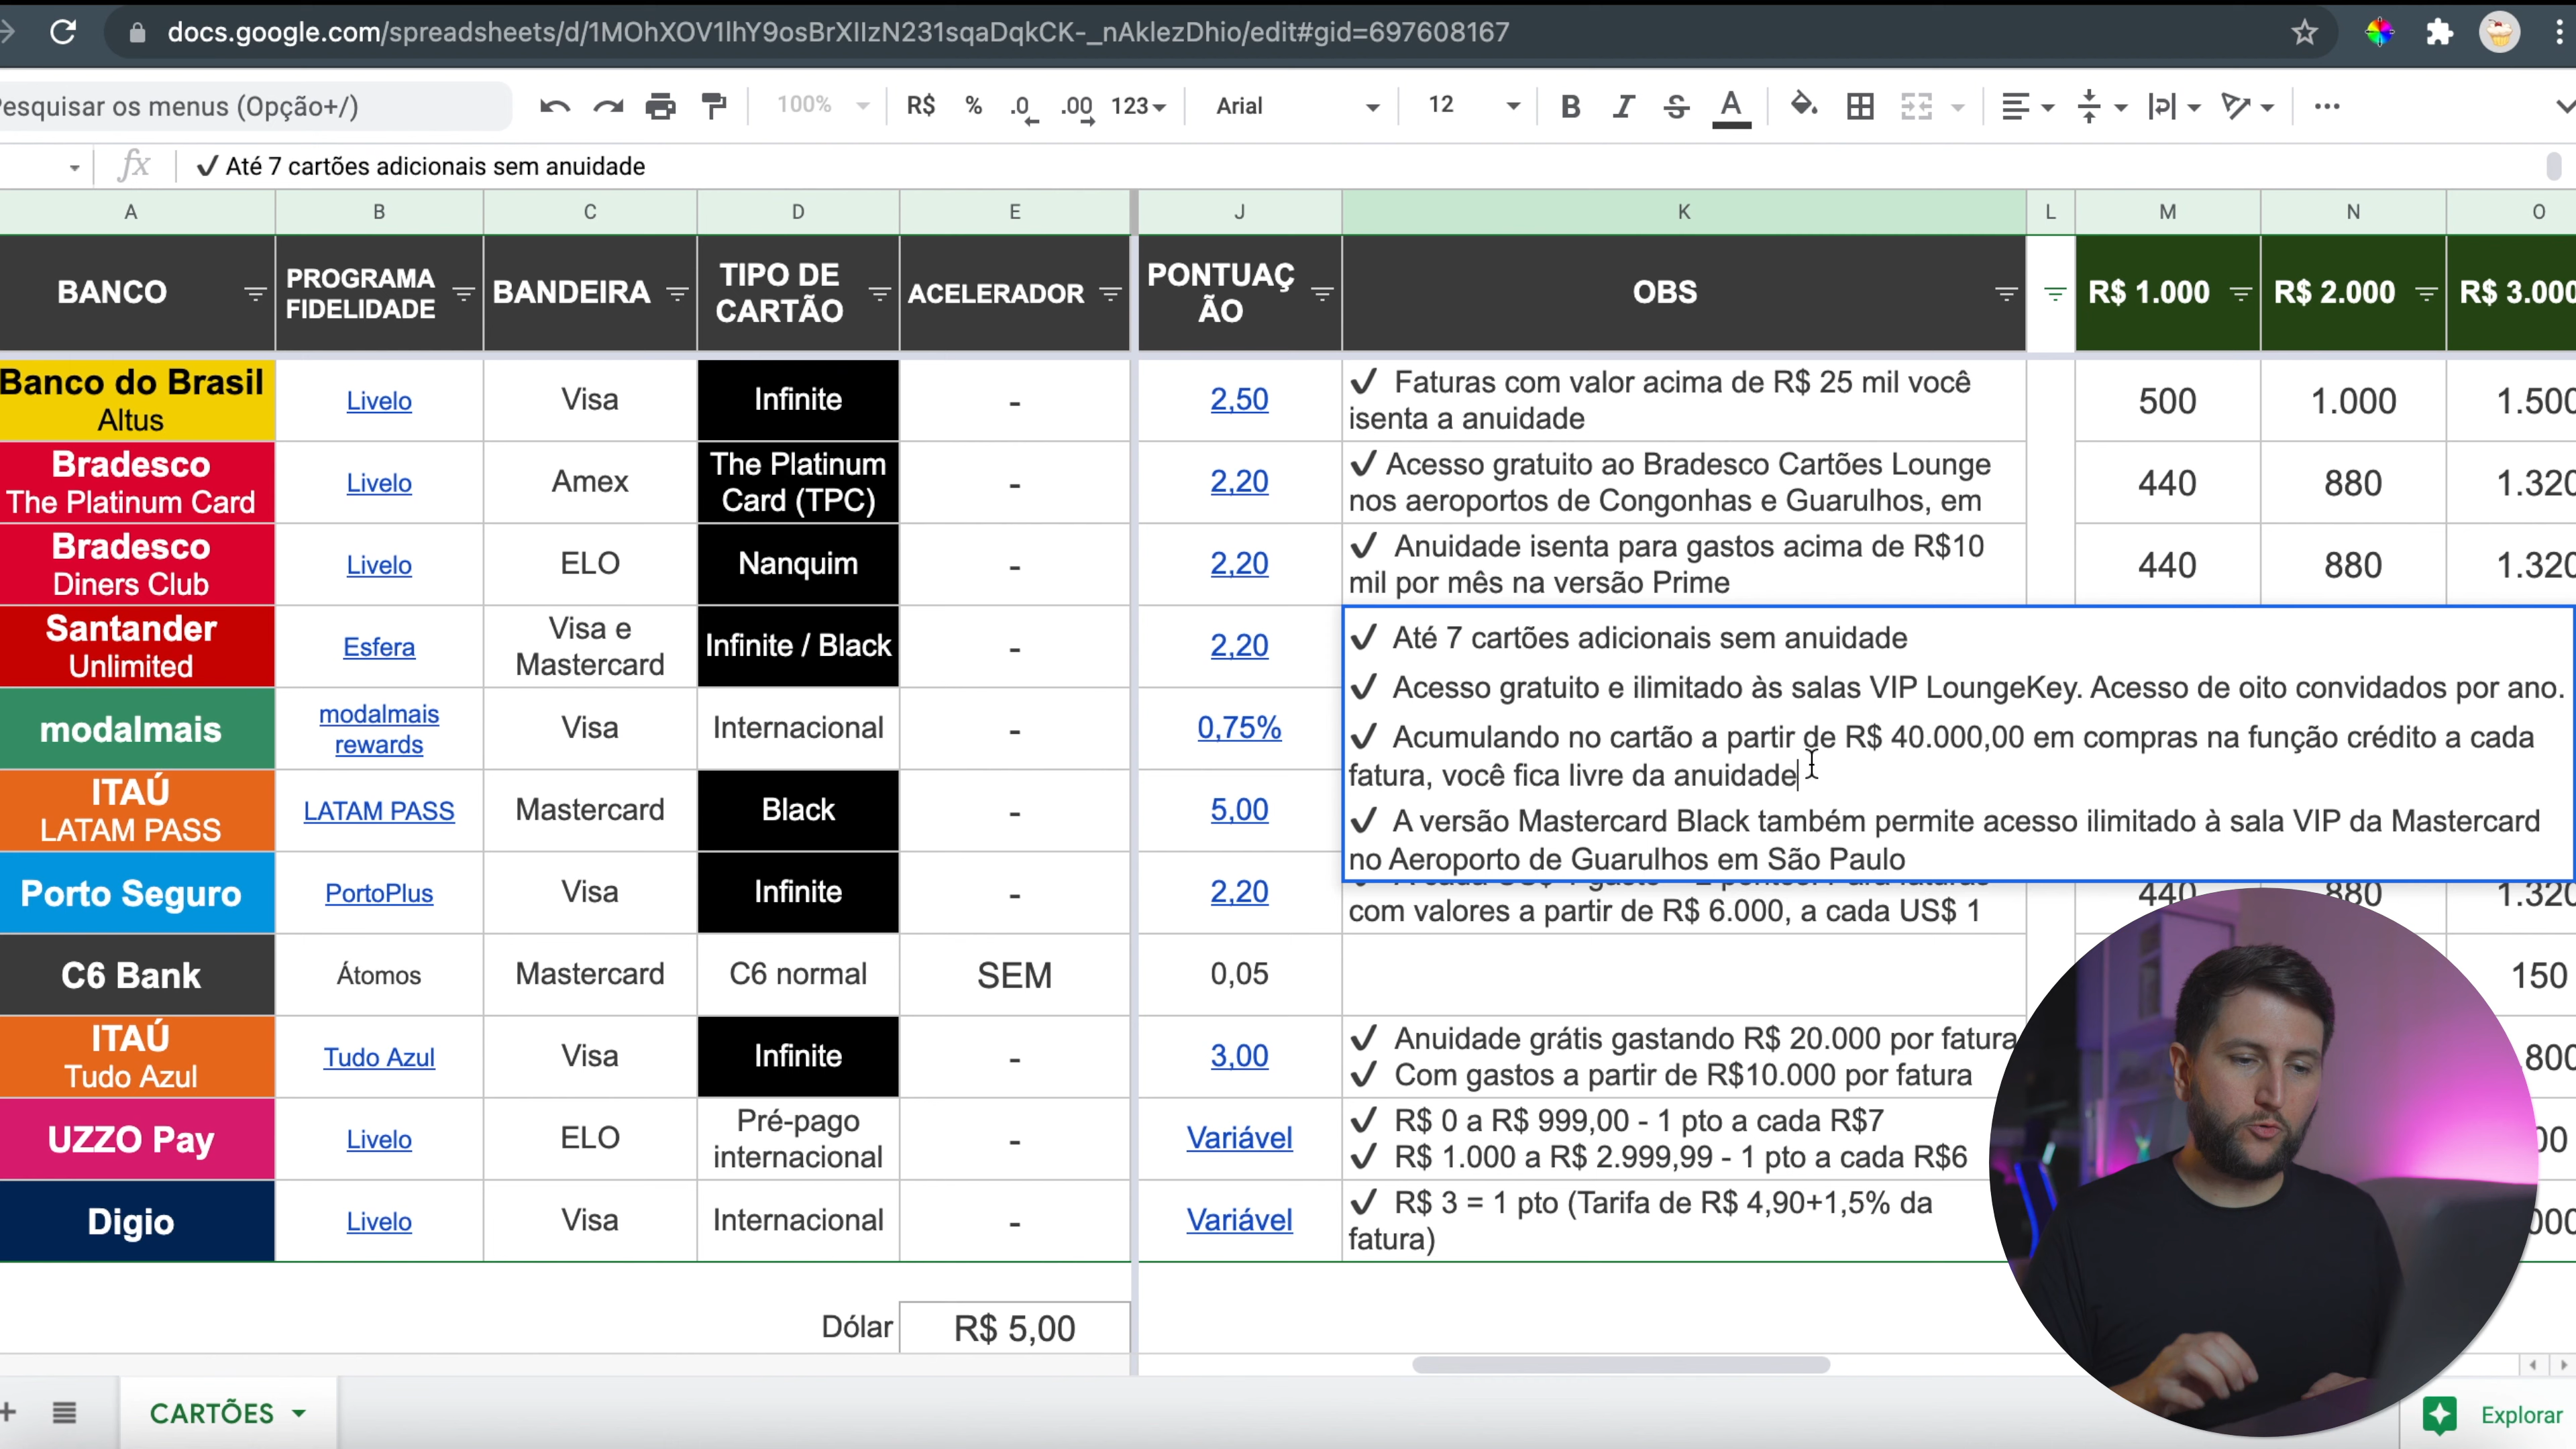 docs.google.com/spreadsheets/d/1MOhXOV1lhY9osBrXIIzN231sqaDqkCK-_nAklezDhio/edit#gid=697608167
esquisar os menus (Opção+/) 100% R$ % .0 .00 123 Arial 12 B I S A
fx ✓ Até 7 cartões adicionais sem anuidade
A B C D E J K L M N O
BANCO PROGRAMA FIDELIDADE BANDEIRA TIPO DE CARTÃO ACELERADOR PONTUAÇÃO OBS R$ 1.000 R$ 2.000 R$ 3.000
Banco do Brasil
Altus
Livelo Visa Infinite - 2,50
✓ Faturas com valor acima de R$ 25 mil você
isenta a anuidade
500 1.000 1.500
Bradesco
The Platinum Card
Livelo Amex
The Platinum
Card (TPC)
- 2,20
✓ Acesso gratuito ao Bradesco Cartões Lounge
nos aeroportos de Congonhas e Guarulhos, em
440 880 1.320
Bradesco
Diners Club
Livelo ELO Nanquim - 2,20
✓ Anuidade isenta para gastos acima de R$10
mil por mês na versão Prime
440 880 1.320
Santander
Unlimited
Esfera
Visa e
Mastercard
Infinite / Black - 2,20
✓ Até 7 cartões adicionais sem anuidade
✓ Acesso gratuito e ilimitado às salas VIP LoungeKey. Acesso de oito convidados por ano.
✓ Acumulando no cartão a partir de R$ 40.000,00 em compras na função crédito a cada
fatura, você fica livre da anuidade
✓ A versão Mastercard Black também permite acesso ilimitado à sala VIP da Mastercard
no Aeroporto de Guarulhos em São Paulo
modalmais
modalmais
rewards
Visa Internacional - 0,75%
ITAÚ
LATAM PASS
LATAM PASS Mastercard Black - 5,00
Porto Seguro PortoPlus Visa Infinite - 2,20
com valores a partir de R$ 6.000, a cada US$ 1
440 880 1.320
C6 Bank Átomos Mastercard C6 normal SEM 0,05 150
ITAÚ
Tudo Azul
Tudo Azul Visa Infinite - 3,00
✓ Anuidade grátis gastando R$ 20.000 por fatura
✓ Com gastos a partir de R$10.000 por fatura
UZZO Pay Livelo ELO
Pré-pago
internacional
- Variável
✓ R$ 0 a R$ 999,00 - 1 pto a cada R$7
✓ R$ 1.000 a R$ 2.999,99 - 1 pto a cada R$6
Digio Livelo Visa Internacional - Variável
✓ R$ 3 = 1 pto (Tarifa de R$ 4,90+1,5% da
fatura)
Dólar R$ 5,00
CARTÕES Explorar